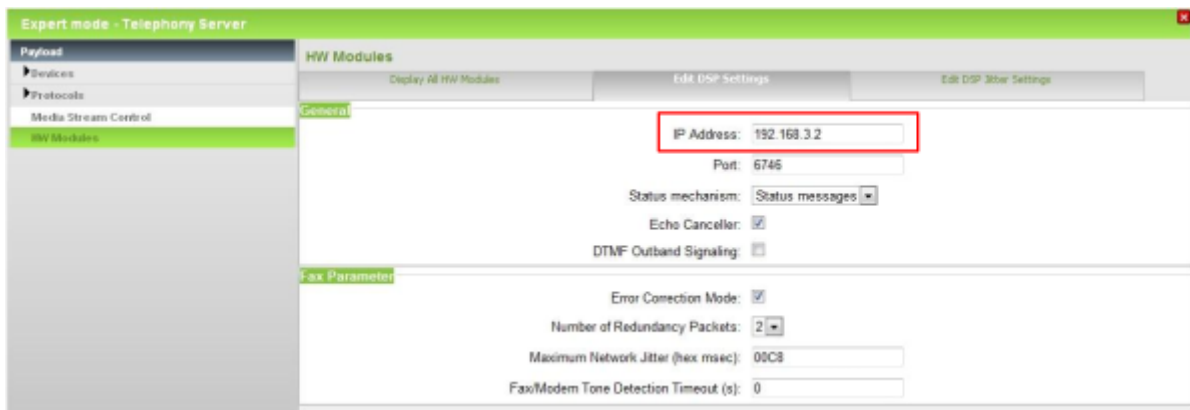 Expert mode - Telephony Server
Payload
Devices
Protocols
Media Stream Control
HW Modules
HW Modules
Display All HW Modules
Edit DSP Settings
Edit DSP Jitter Settings
General
IP Address: 192.168.3.2
Port: 6746
Status mechanism: Status messages
Echo Canceller:
DTMF Outband Signaling:
Fax Parameter
Error Correction Mode:
Number of Redundancy Packets: 2
Maximum Network Jitter (hex msec): 00C8
Fax/Modem Tone Detection Timeout (s): 0